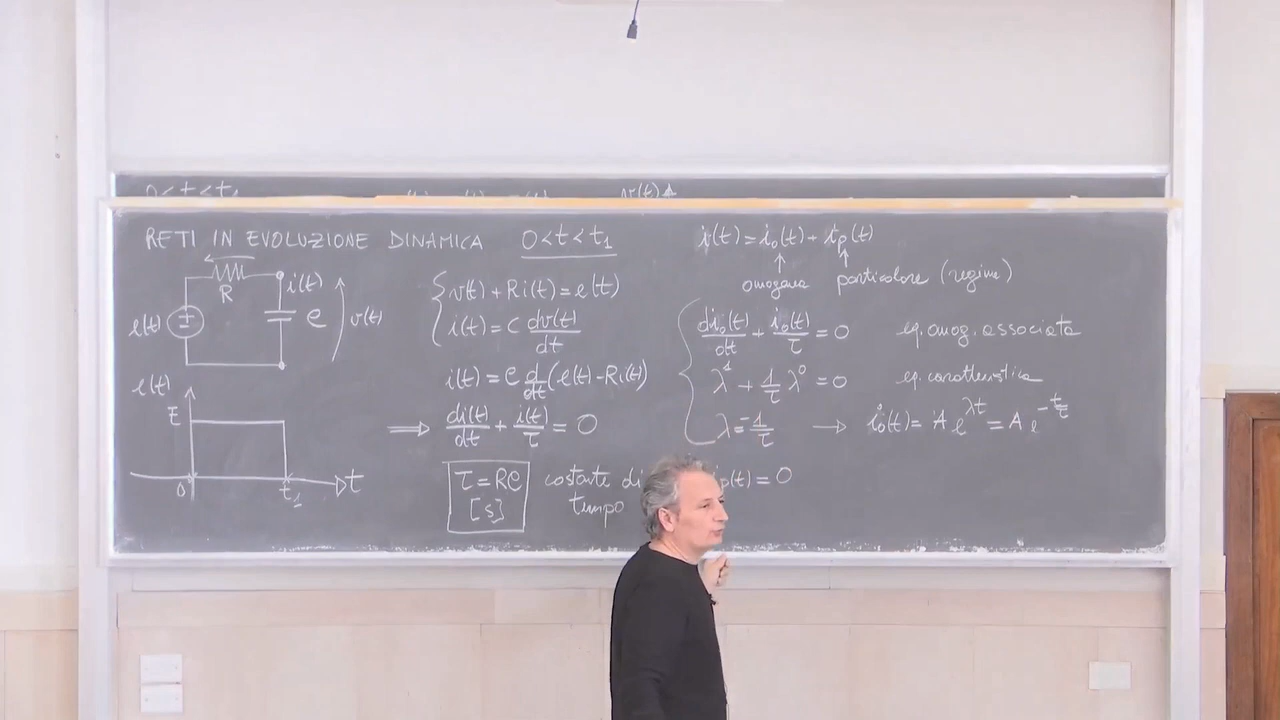 0<t<t₁
v(t)
RETI IN EVOLUZIONE DINAMICA 0<t<t₁
R
i(t)
e(t)
±
C
v(t)
e(t)
E
0
t₁
t
v(t)+Ri(t)=e(t)
i(t)=C dv(t)/dt
i(t)=C d/dt(e(t)-Ri(t))
⇒ di(t)/dt + i(t)/τ = 0
τ=RC
[s]
costante di
tempo
i(t)=i₀(t)+ip(t)
↑ ↑
omogenea particolare (regime)
di₀(t)/dt + i₀(t)/τ = 0 eq. omog. associata
λ¹ + 1/τ λ⁰ = 0 eq. caratteristica
λ=-1/τ → i₀(t)= A e^λt = A e^-t/τ
ip(t)=0